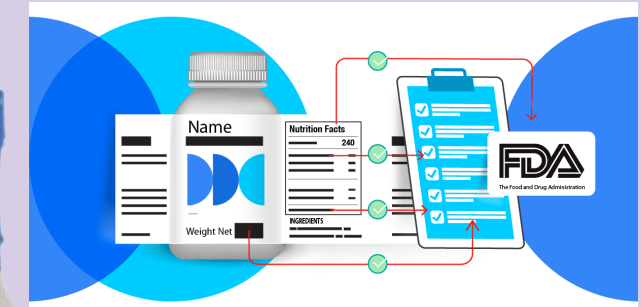 Name
Weight Net
Nutrition Facts
240
INGREDIENTS
FDA
The Food and Drug Administration